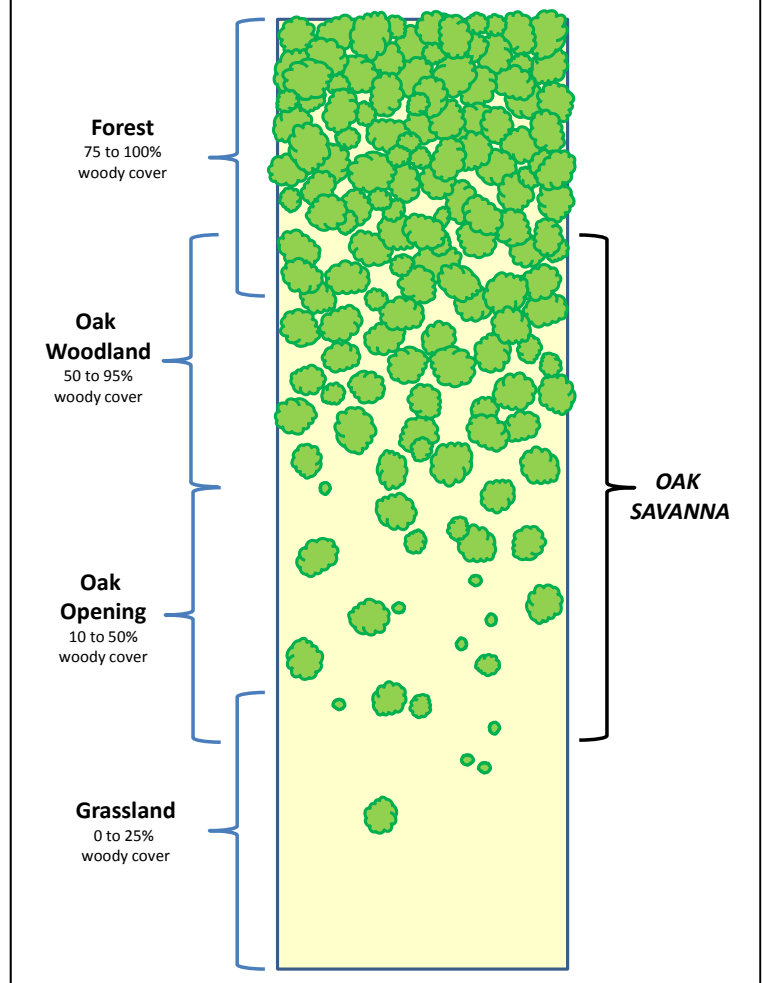 Forest
75 to 100%
woody cover
Oak
Woodland
50 to 95%
woody cover
OAK
SAVANNA
Oak
Opening
10 to 50%
woody cover
Grassland
0 to 25%
woody cover